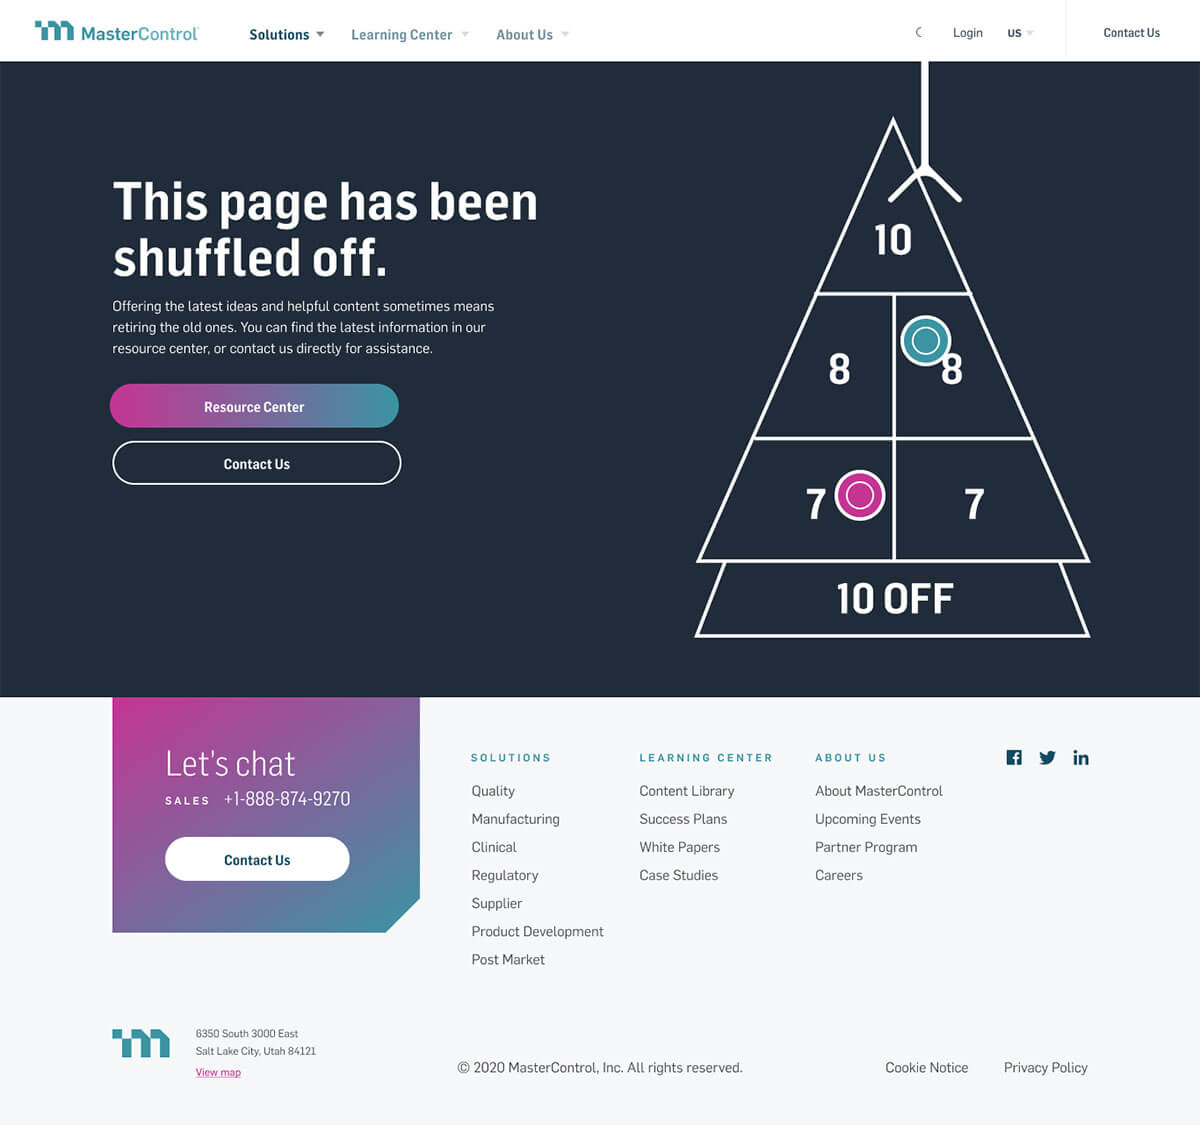 MasterControl
Solutions
Learning Center
About Us
Login
US
Contact Us
This page has been
shuffled off.
Offering the latest ideas and helpful content sometimes means
retiring the old ones. You can find the latest information in our
resource center, or contact us directly for assistance.
Resource Center
Contact Us
10
8
8
7
7
10 OFF
Let's chat
SALES +1-888-874-9270
Contact Us
SOLUTIONS
Quality
Manufacturing
Clinical
Regulatory
Supplier
Product Development
Post Market
LEARNING CENTER
Content Library
Success Plans
White Papers
Case Studies
ABOUT US
About MasterControl
Upcoming Events
Partner Program
Careers
6350 South 3000 East
Salt Lake City, Utah 84121
View map
© 2020 MasterControl, Inc. All rights reserved.
Cookie Notice
Privacy Policy